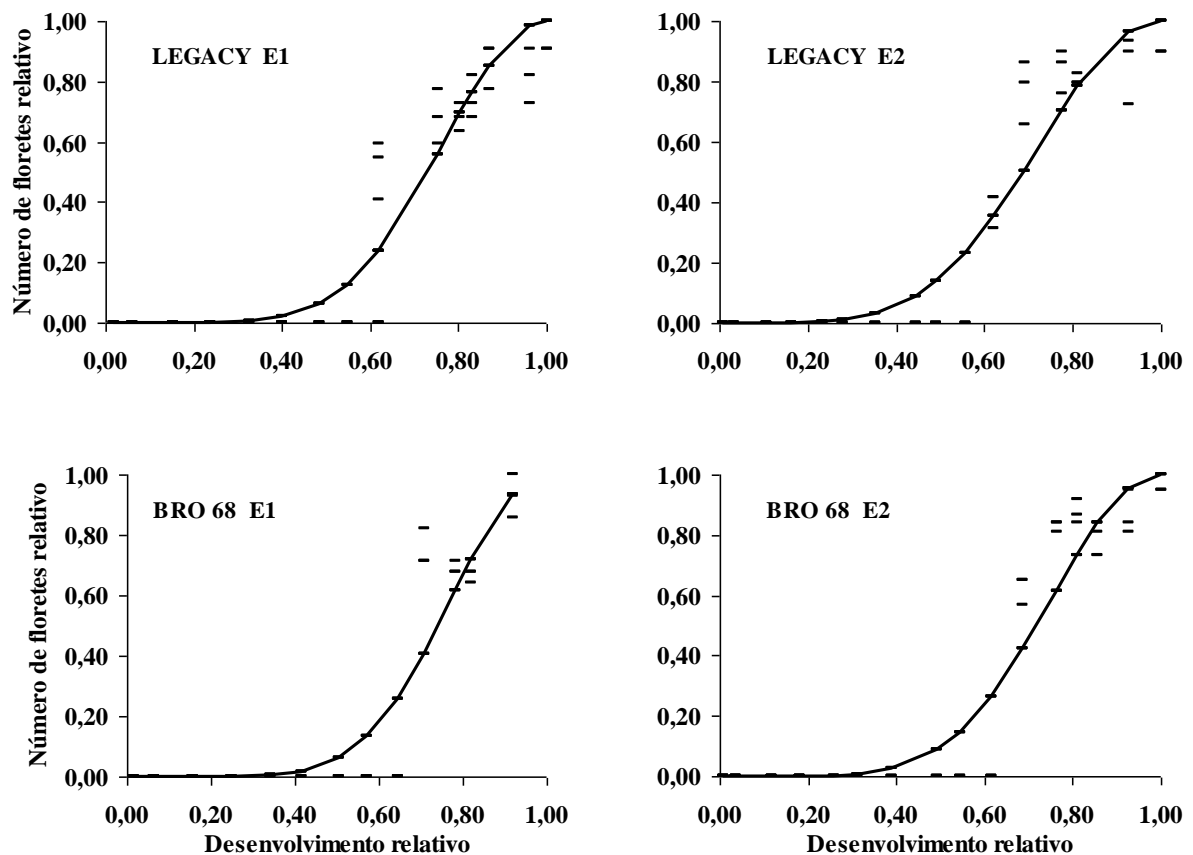 LEGACY E1
Número de floretes relativo
1,00
0,80
0,60
0,40
0,20
0,00
0,00 0,20 0,40 0,60 0,80 1,00
LEGACY E2
1,00
0,80
0,60
0,40
0,20
0,00
0,00 0,20 0,40 0,60 0,80 1,00
BRO 68 E1
Número de floretes relativo
1,00
0,80
0,60
0,40
0,20
0,00
0,00 0,20 0,40 0,60 0,80 1,00
Desenvolvimento relativo
BRO 68 E2
1,00
0,80
0,60
0,40
0,20
0,00
0,00 0,20 0,40 0,60 0,80 1,00
Desenvolvimento relativo